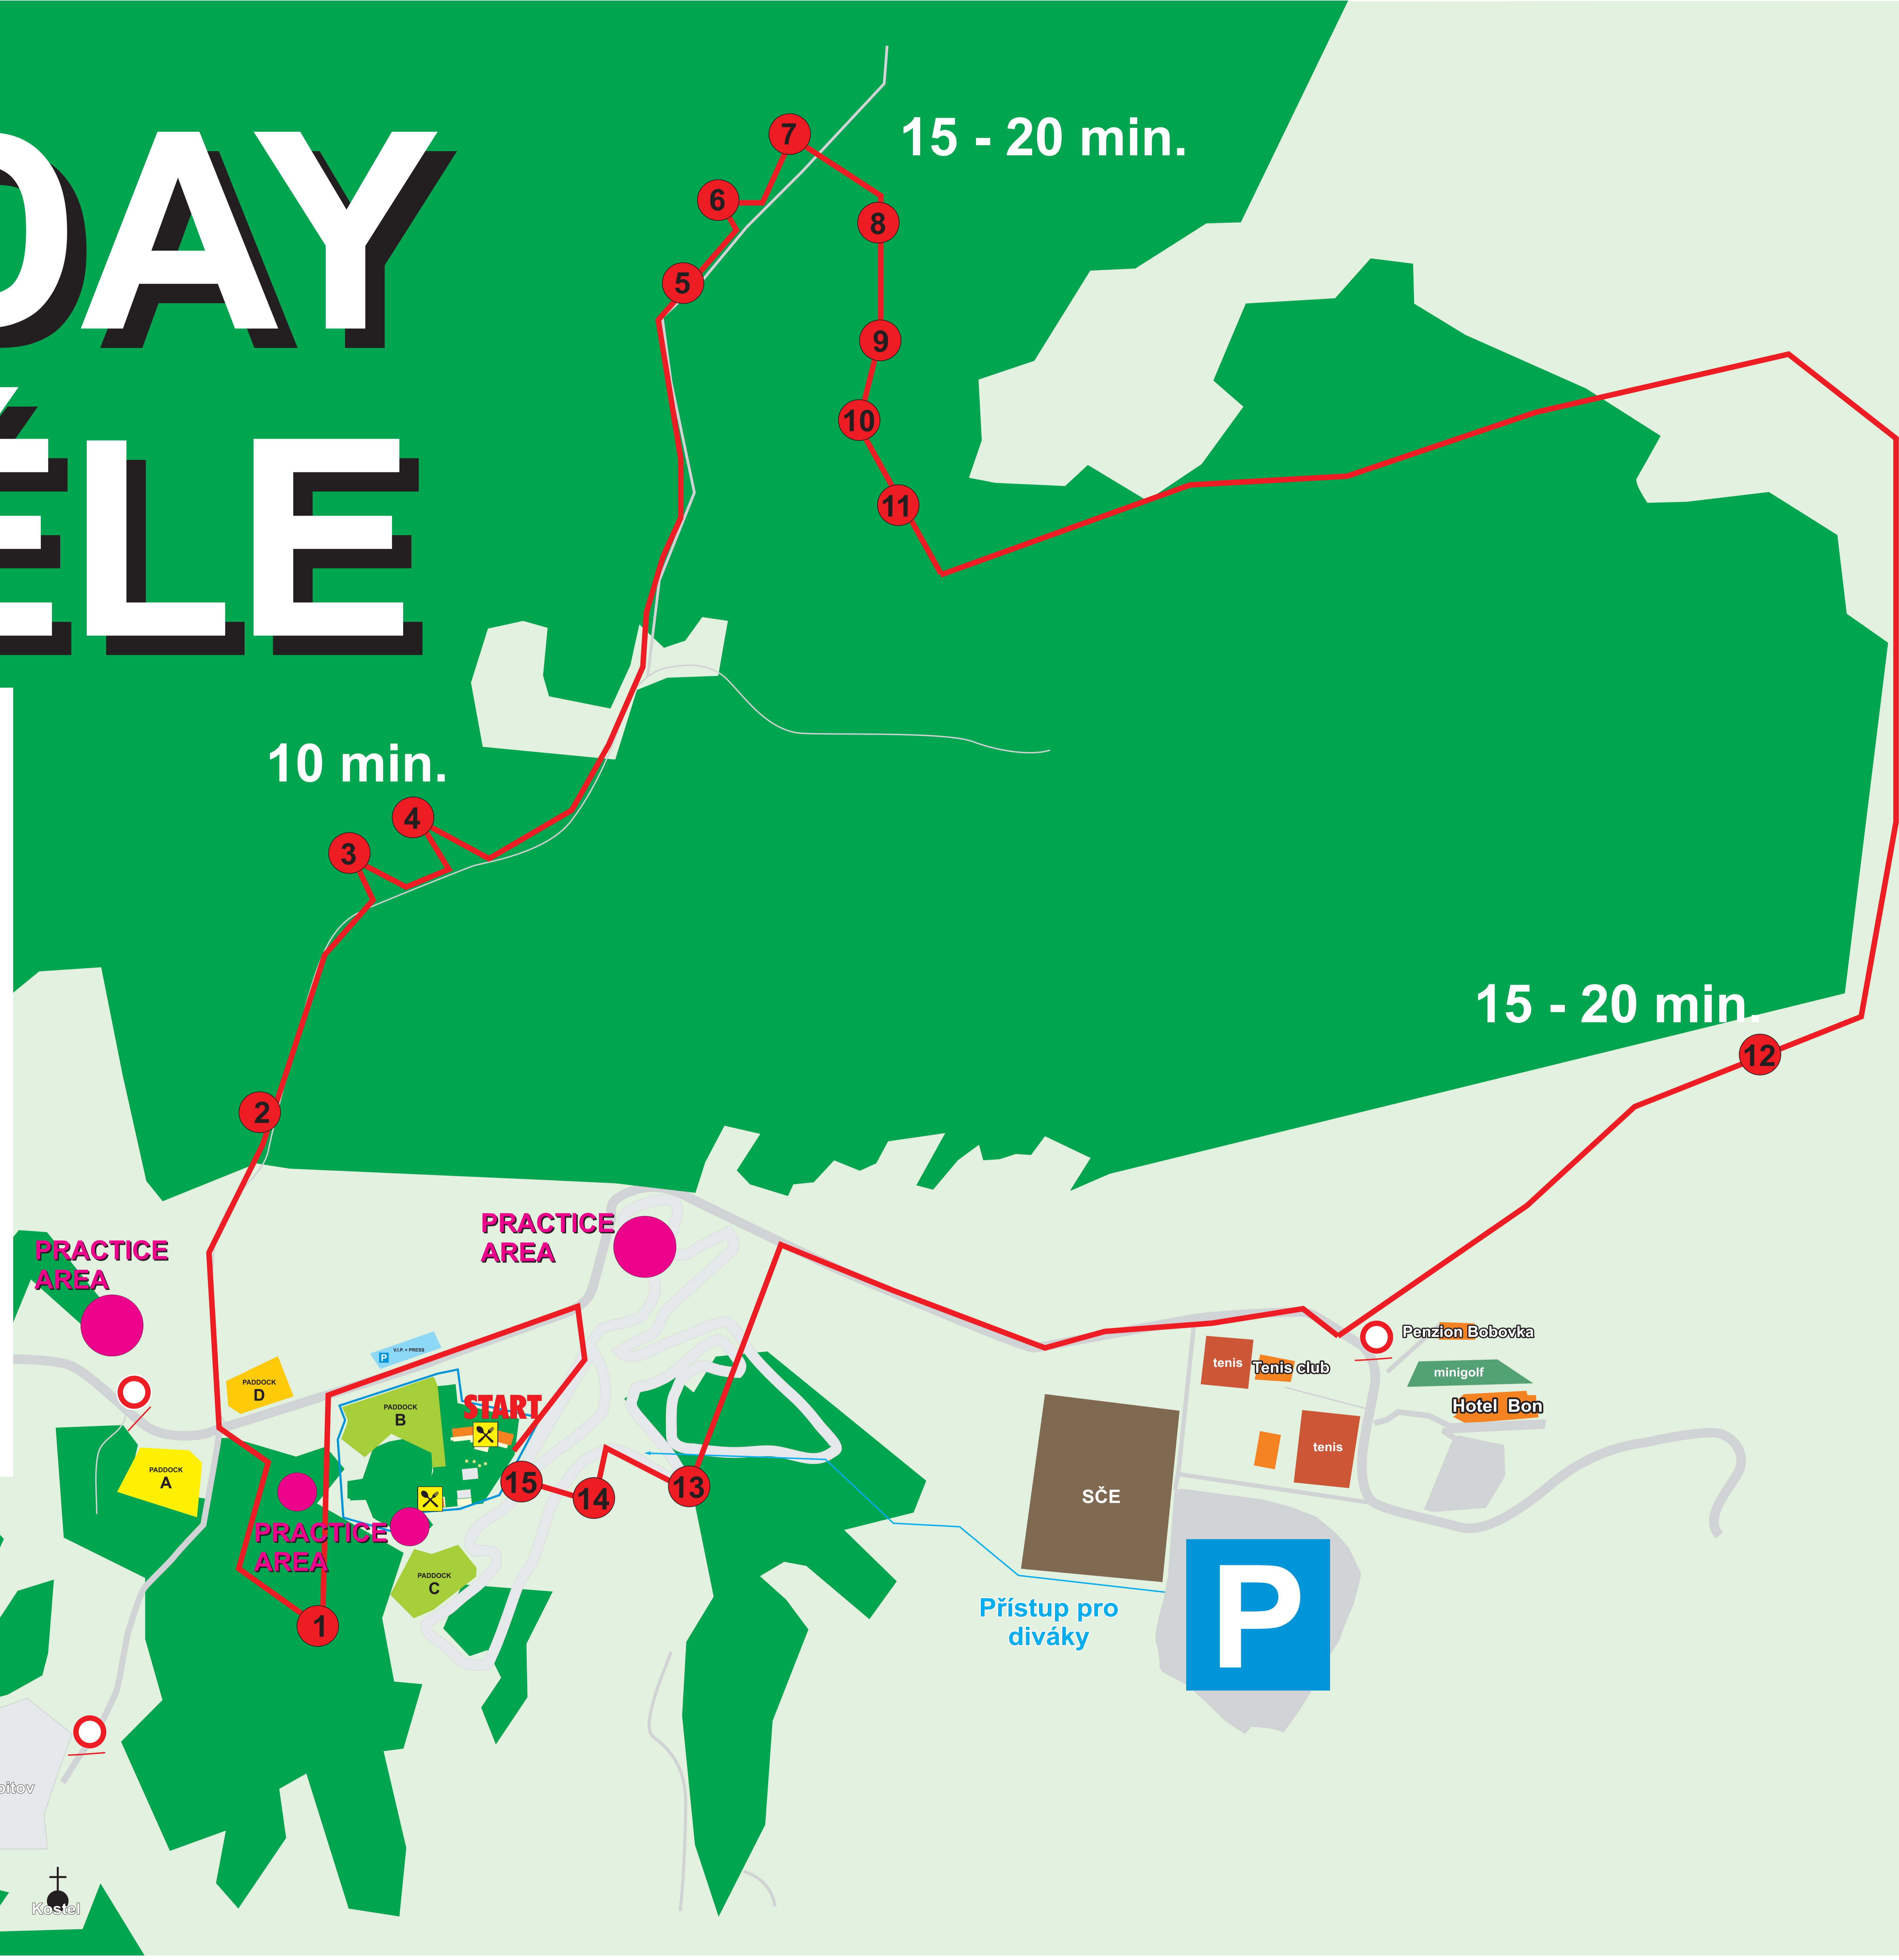 DAY
ÉLE
7
15 - 20 min.
6
8
5
9
10
11
10 min.
4
3
15 - 20 min.
12
2
PRACTICE
AREA
PRACTICE
AREA
P
V.I.P. + PRESS
PADDOCK
D
PADDOCK
B
START
PADDOCK
A
15
14
13
PRACTICE
AREA
PADDOCK
C
1
Penzion Bobovka
tenis
Tenis club
minigolf
Hotel Bon
tenis
SČE
P
Přístup pro
diváky
Kostel